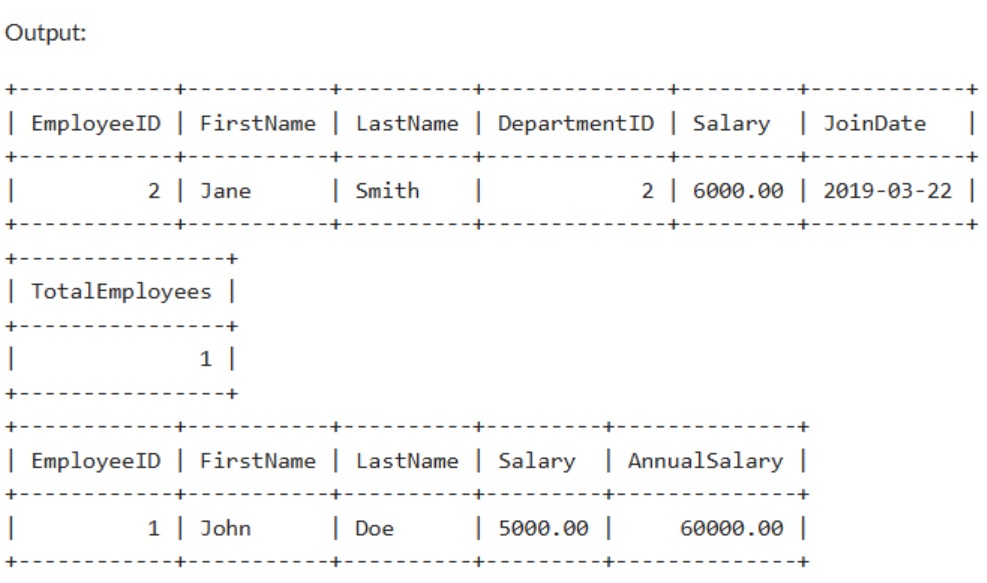 Output:
+------------+-----------+----------+--------------+---------+------------+
| EmployeeID | FirstName | LastName | DepartmentID | Salary  | JoinDate   |
+------------+-----------+----------+--------------+---------+------------+
|          2 | Jane      | Smith    |            2 | 6000.00 | 2019-03-22 |
+------------+-----------+----------+--------------+---------+------------+
+----------------+
| TotalEmployees |
+----------------+
|              1 |
+----------------+
+------------+-----------+----------+---------+--------------+
| EmployeeID | FirstName | LastName | Salary  | AnnualSalary |
+------------+-----------+----------+---------+--------------+
|          1 | John      | Doe      | 5000.00 |     60000.00 |
+------------+-----------+----------+---------+--------------+